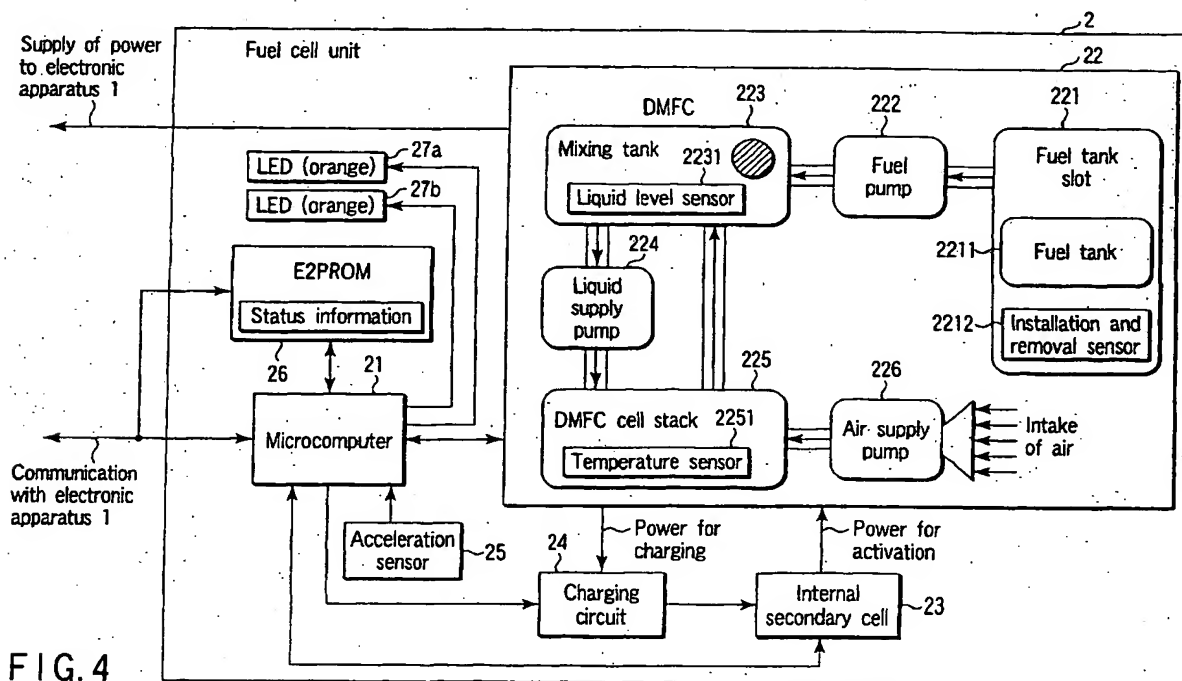 2
Supply of power
to electronic
apparatus 1
Fuel cell unit
22
DMFC
223
222
221
27a
LED (orange)
27b
LED (orange)
Mixing tank
2231
Liquid level sensor
Fuel
pump
Fuel tank
slot
2211
Fuel tank
2212
Installation and
removal sensor
E2PROM
Status information
26
224
Liquid
supply
pump
21
Microcomputer
225
DMFC cell stack
2251
Temperature sensor
226
Air supply
pump
Intake
of air
Communication
with electronic
apparatus 1
Acceleration
sensor
25
Power for
charging
Power for
activation
24
Charging
circuit
Internal
secondary cell
23
FIG. 4